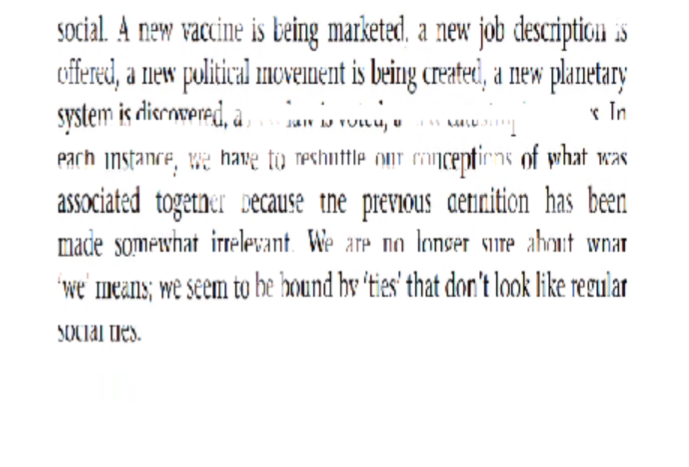 social. A new vaccine is being marketed, a new job description is
offered, a new political movement is being created, a new planetary
system is discovered, a law is voted, a In
each instance, we have to reshuffle our conceptions of what was
associated together because the previous definition has been
made somewhat irrelevant. We are no longer sure about what
'we' means; we seem to be bound by 'ties' that don't look like regular
social ties.